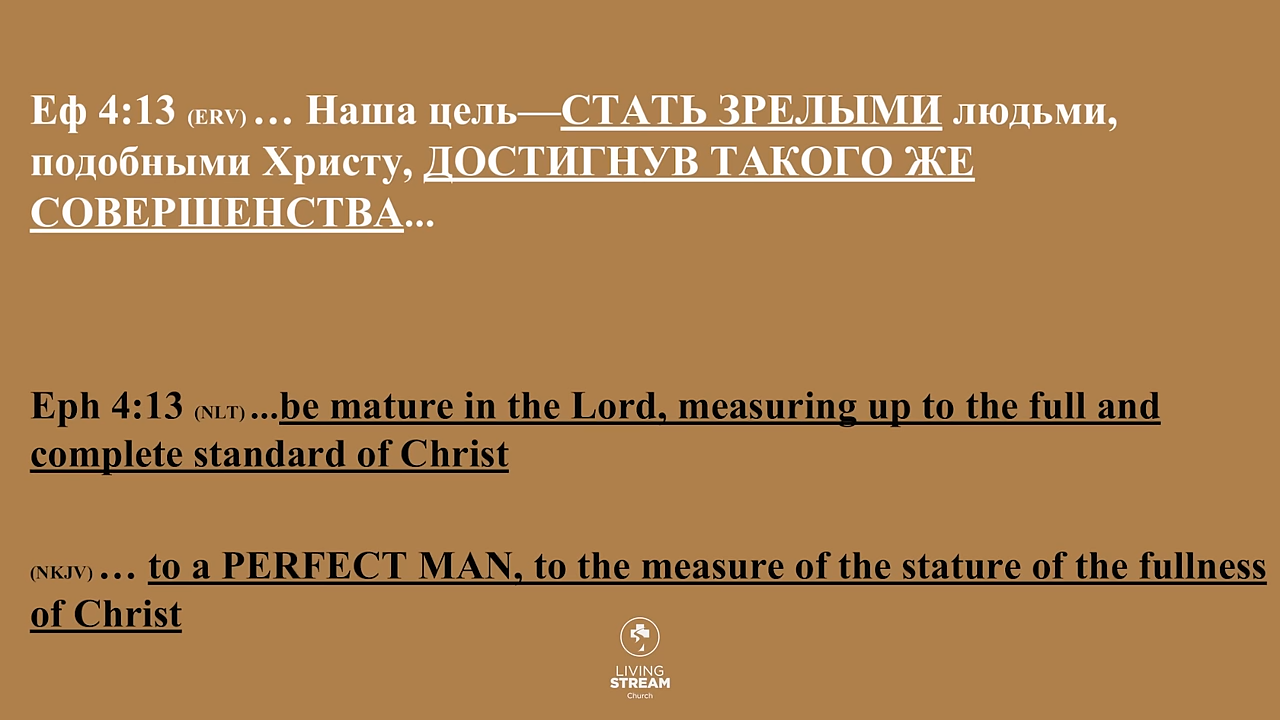 Еф 4:13 (ERV) … Наша цель—СТАТЬ ЗРЕЛЫМИ людьми,
подобными Христу, ДОСТИГНУВ ТАКОГО ЖЕ
СОВЕРШЕНСТВА...
Eph 4:13 (NLT) ...be mature in the Lord, measuring up to the full and
complete standard of Christ
(NKJV) … to a PERFECT MAN, to the measure of the stature of the fullness
of Christ
LIVING
STREAM
Church